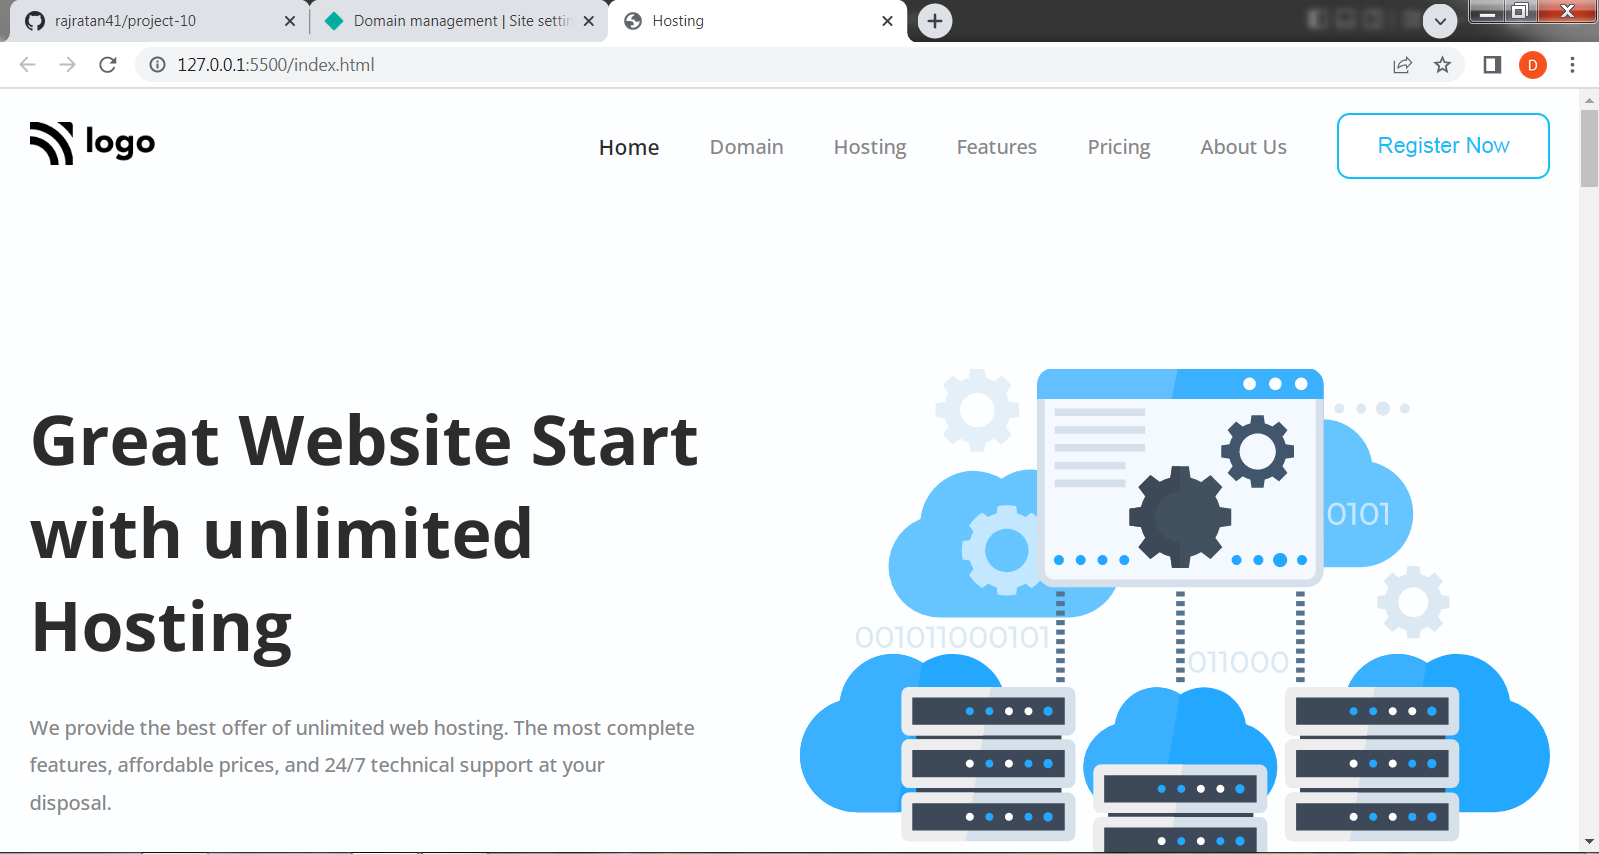 rajratan41/project-10
Domain management | Site settin
Hosting
127.0.0.1:5500/index.html
D
logo
Home
Domain
Hosting
Features
Pricing
About Us
Register Now
Great Website Start
with unlimited
Hosting
0101
001011000101
011000
We provide the best offer of unlimited web hosting. The most complete
features, affordable prices, and 24/7 technical support at your
disposal.